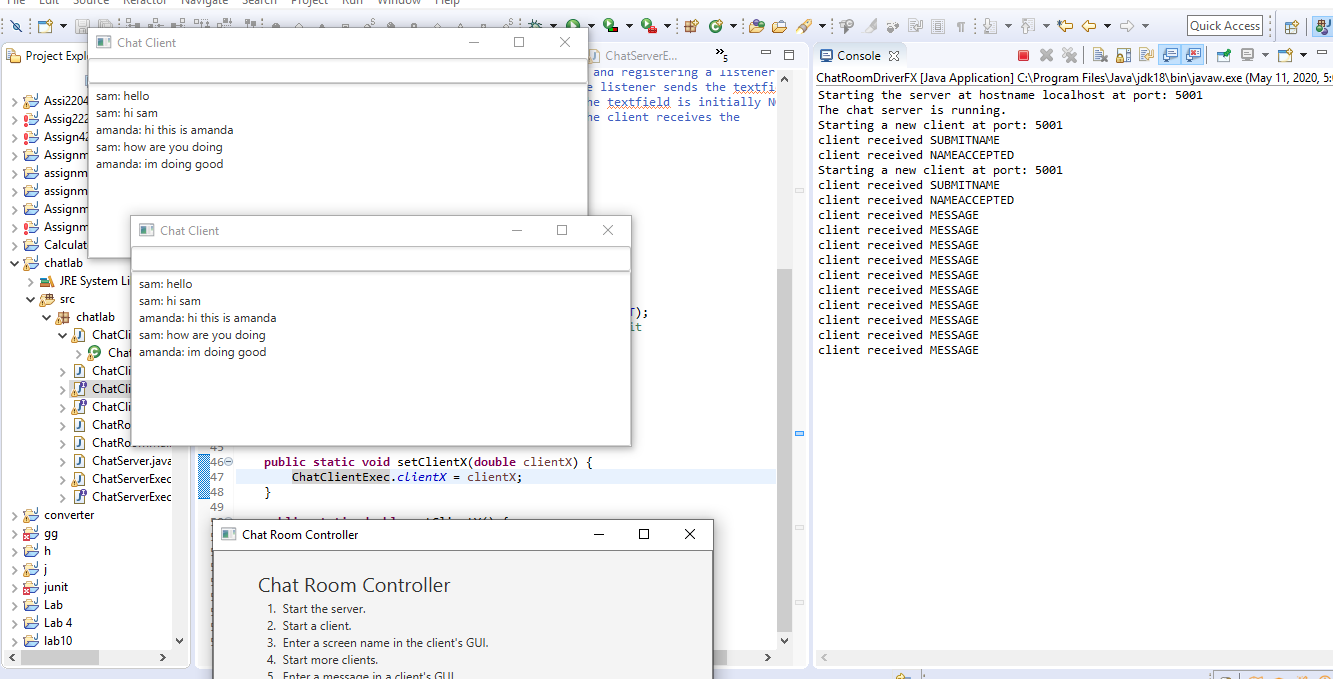 File Edit Source Refactor Navigate Search Project Run Window Help
Quick Access
Project Expl
Assi2204
Assig222
Assign42
Assignm
assignm
assignm
Assignm
Assignm
Calculat
chatlab
JRE System Li
src
chatlab
ChatCli
Chat
ChatCli
ChatCli
ChatCli
ChatRo
ChatRoom
ChatServer.java
ChatServerExec
ChatServerExec
converter
gg
h
j
junit
Lab
Lab 4
lab10
Chat Client
sam: hello
sam: hi sam
amanda: hi this is amanda
sam: how are you doing
amanda: im doing good
Chat Client
sam: hello
sam: hi sam
amanda: hi this is amanda
sam: how are you doing
amanda: im doing good
ChatServerE...
5
and registering a listener
e listener sends the textfi
he textfield is initially N
he client receives the
);
it
45
46 public static void setClientX(double clientX) {
47 ChatClientExec.clientX = clientX;
48 }
49
Chat Room Controller
Chat Room Controller
1. Start the server.
2. Start a client.
3. Enter a screen name in the client's GUI.
4. Start more clients.
5. Enter a message in a client's GUI.
Console
ChatRoomDriverFX [Java Application] C:\Program Files\Java\jdk18\bin\javaw.exe (May 11, 2020, 5:0
Starting the server at hostname localhost at port: 5001
The chat server is running.
Starting a new client at port: 5001
client received SUBMITNAME
client received NAMEACCEPTED
Starting a new client at port: 5001
client received SUBMITNAME
client received NAMEACCEPTED
client received MESSAGE
client received MESSAGE
client received MESSAGE
client received MESSAGE
client received MESSAGE
client received MESSAGE
client received MESSAGE
client received MESSAGE
client received MESSAGE
client received MESSAGE